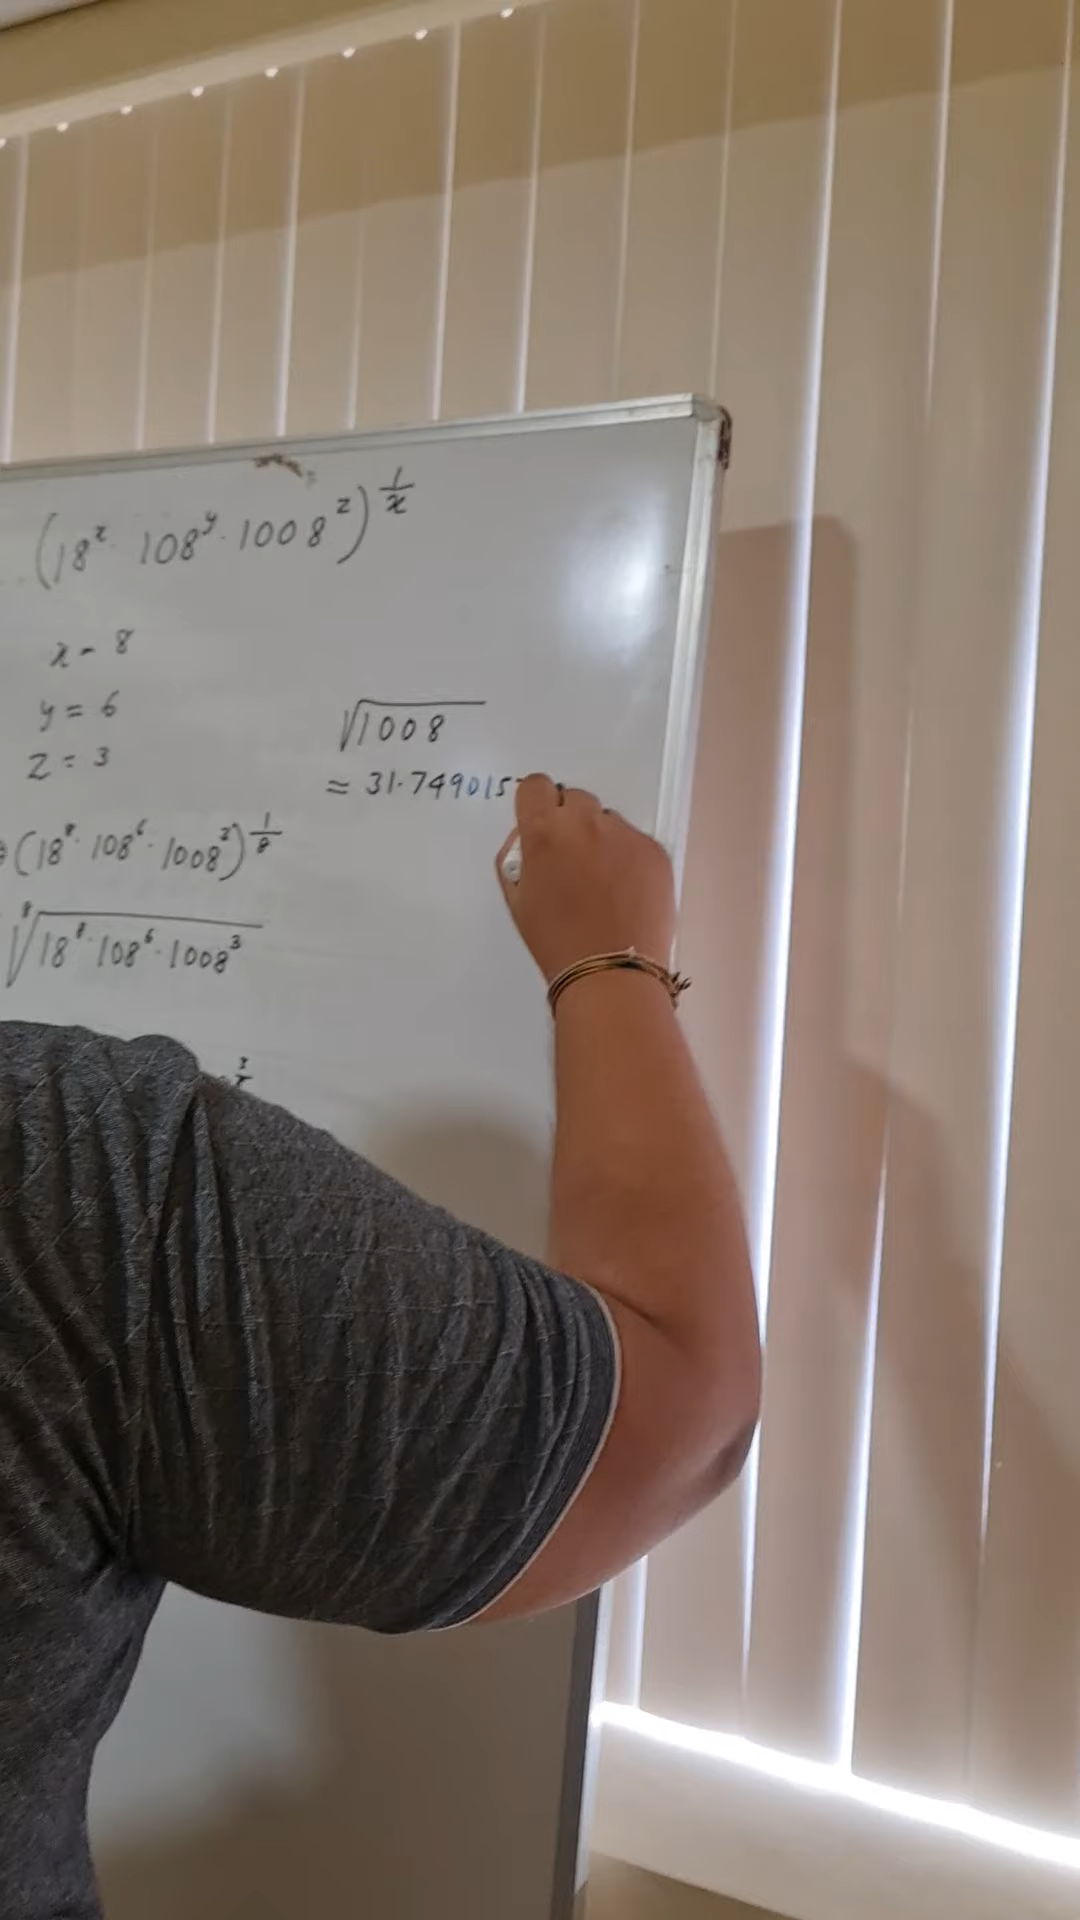 (18^x · 108^y · 1008^z)^{1/x}
x = 8
y = 6
z = 3
√1008
≈ 31.749015
(18^8 · 108^6 · 1008^3)^{1/8}
⁸√(18^8 · 108^6 · 1008^3)